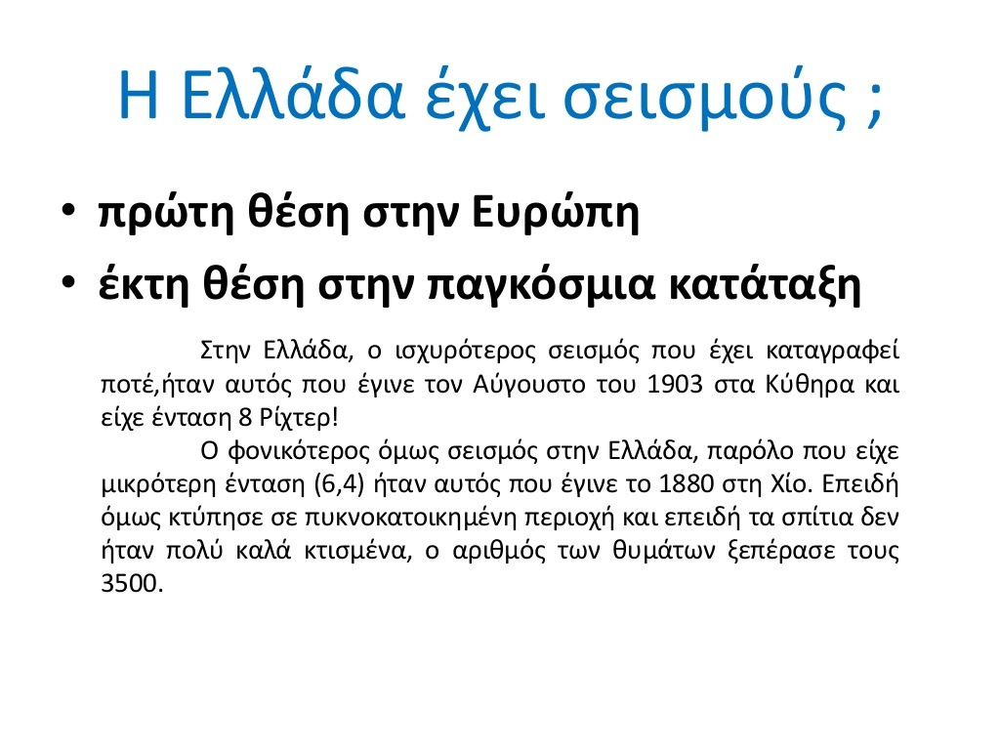 Η Ελλάδα έχει σεισμούς ;
• πρώτη θέση στην Ευρώπη
• έκτη θέση στην παγκόσμια κατάταξη
Στην Ελλάδα, ο ισχυρότερος σεισμός που έχει καταγραφεί
ποτέ,ήταν αυτός που έγινε τον Αύγουστο του 1903 στα Κύθηρα και
είχε ένταση 8 Ρίχτερ!
Ο φονικότερος όμως σεισμός στην Ελλάδα, παρόλο που είχε
μικρότερη ένταση (6,4) ήταν αυτός που έγινε το 1880 στη Χίο. Επειδή
όμως κτύπησε σε πυκνοκατοικημένη περιοχή και επειδή τα σπίτια δεν
ήταν πολύ καλά κτισμένα, ο αριθμός των θυμάτων ξεπέρασε τους
3500.